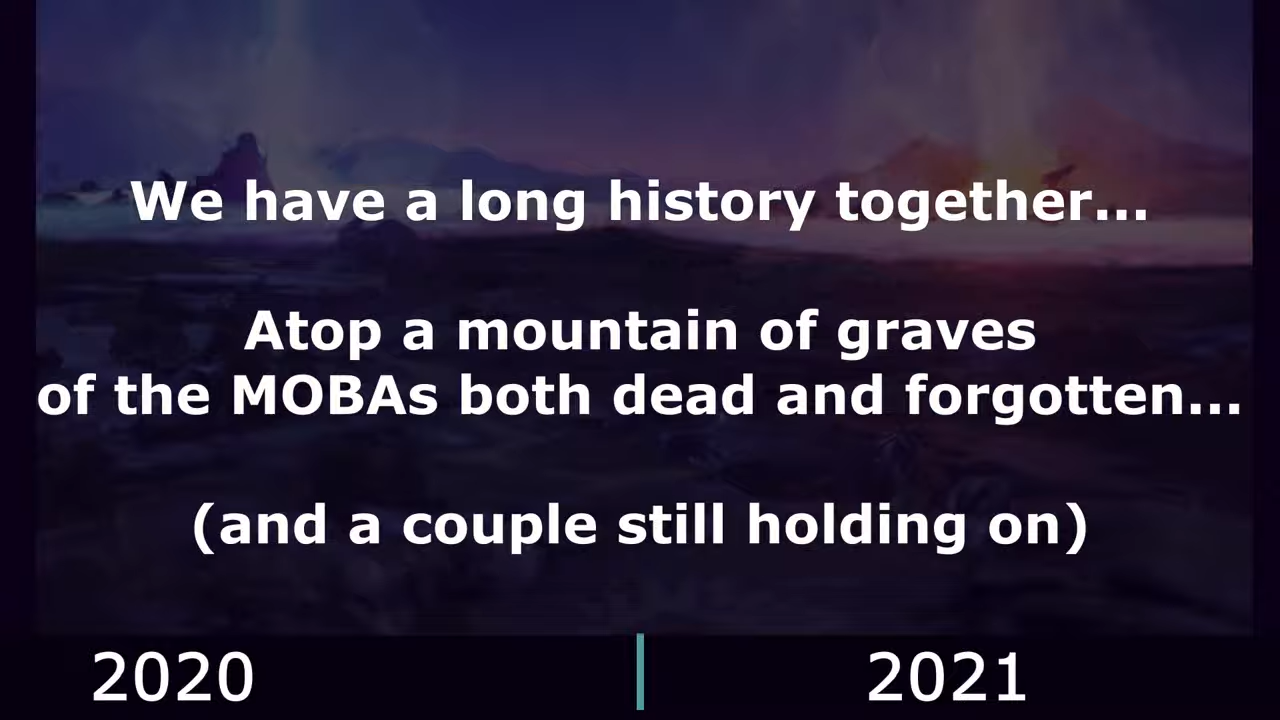 We have a long history together...
Atop a mountain of graves
of the MOBAs both dead and forgotten...
(and a couple still holding on)
2020 2021